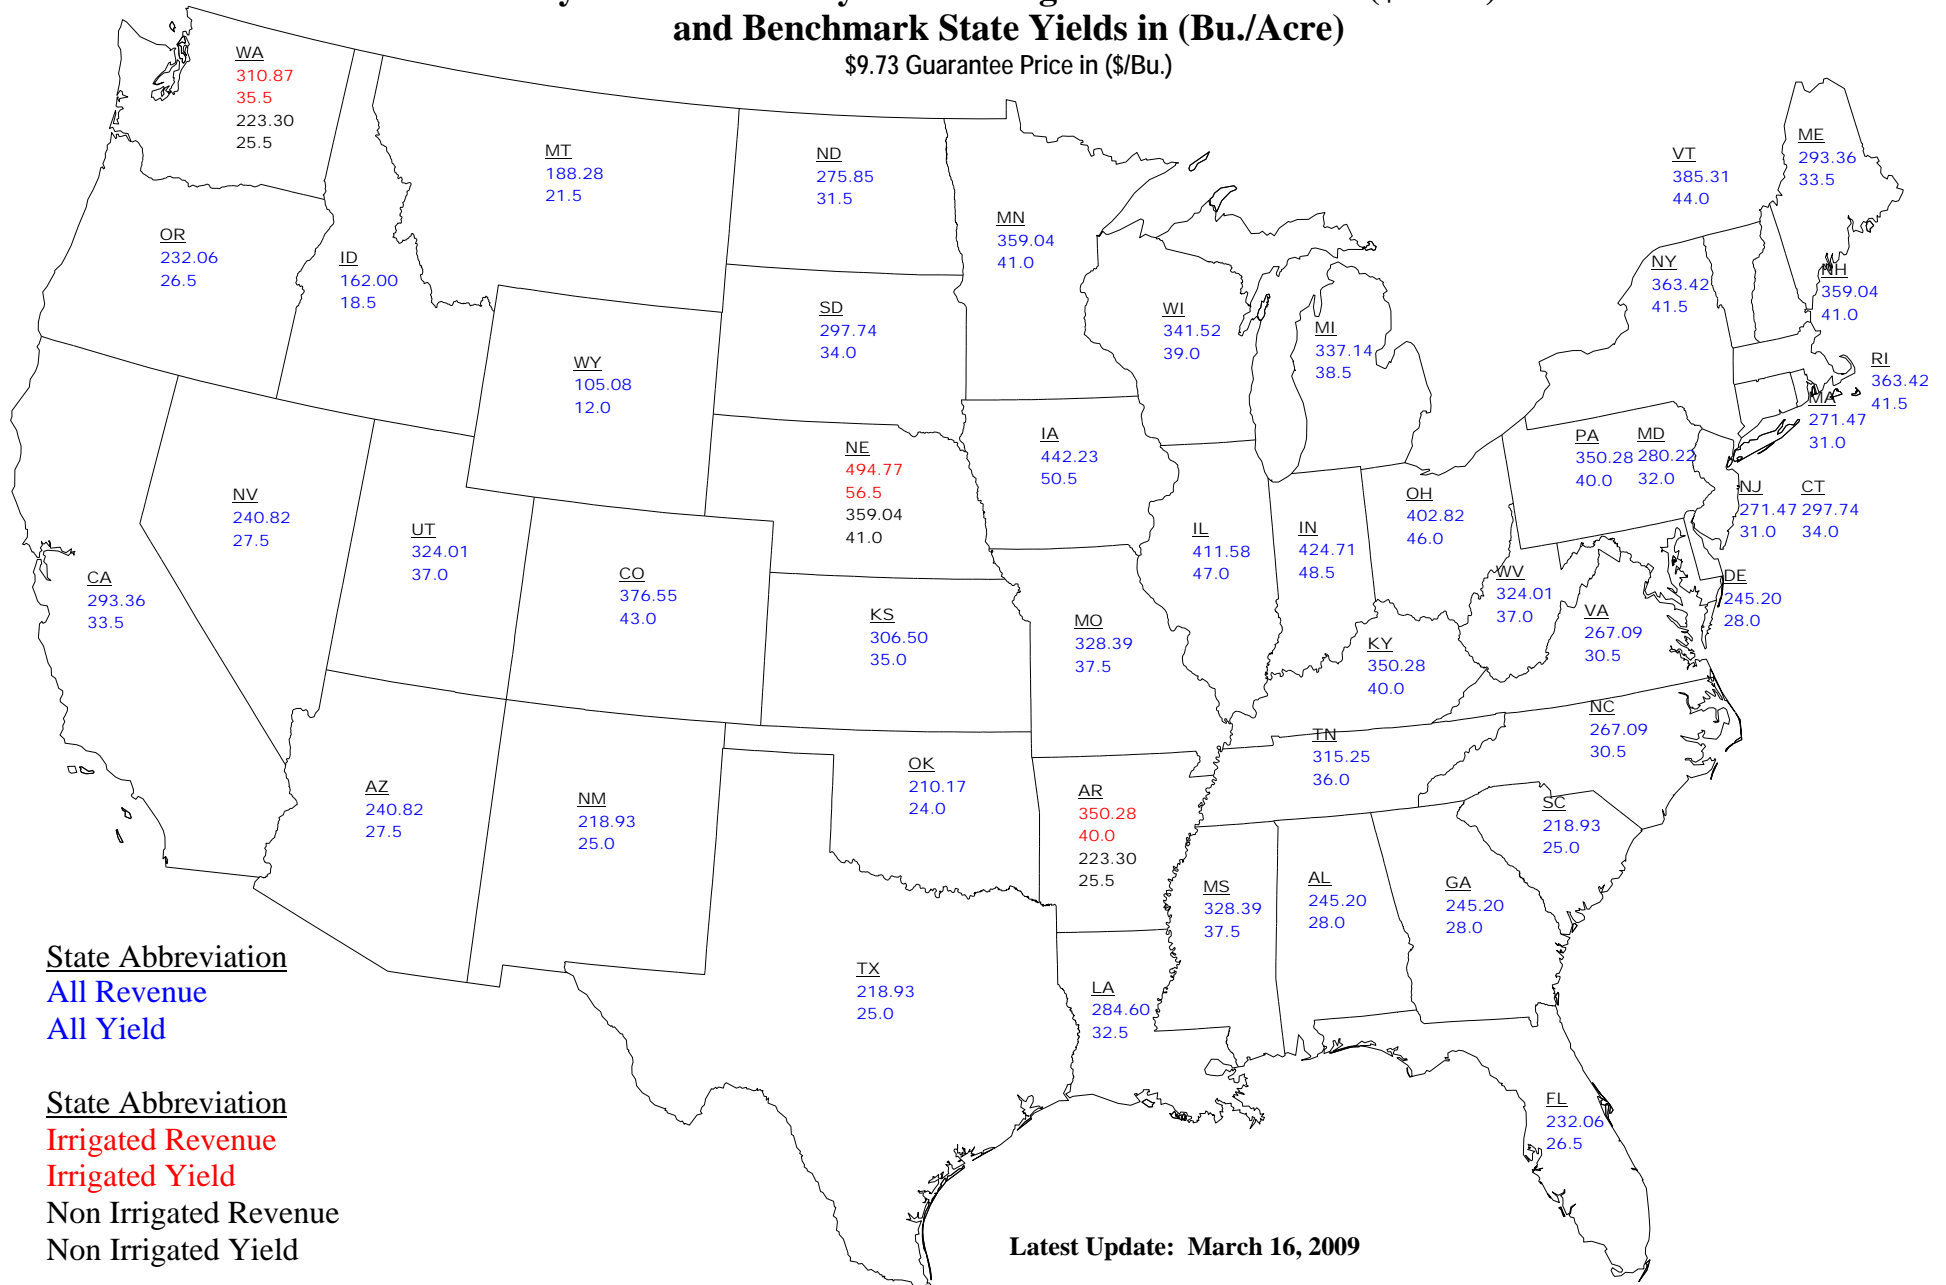 and Benchmark State Yields in (Bu./Acre)
$9.73 Guarantee Price in ($/Bu.)
WA
310.87
35.5
223.30
25.5
MT
188.28
21.5
ND
275.85
31.5
MN
359.04
41.0
VT
385.31
44.0
ME
293.36
33.5
OR
232.06
26.5
ID
162.00
18.5
WY
105.08
12.0
SD
297.74
34.0
WI
341.52
39.0
MI
337.14
38.5
NY
363.42
41.5
NH
359.04
41.0
RI
363.42
41.5
MA
271.47
31.0
NV
240.82
27.5
UT
324.01
37.0
NE
494.77
56.5
359.04
41.0
IA
442.23
50.5
IL
411.58
47.0
IN
424.71
48.5
OH
402.82
46.0
PA
350.28
40.0
MD
280.22
32.0
NJ
271.47
31.0
CT
297.74
34.0
CA
293.36
33.5
CO
376.55
43.0
KS
306.50
35.0
MO
328.39
37.5
KY
350.28
40.0
WV
324.01
37.0
VA
267.09
30.5
DE
245.20
28.0
AZ
240.82
27.5
NM
218.93
25.0
OK
210.17
24.0
AR
350.28
40.0
223.30
25.5
TN
315.25
36.0
NC
267.09
30.5
SC
218.93
25.0
MS
328.39
37.5
AL
245.20
28.0
GA
245.20
28.0
TX
218.93
25.0
LA
284.60
32.5
FL
232.06
26.5
State Abbreviation
All Revenue
All Yield
State Abbreviation
Irrigated Revenue
Irrigated Yield
Non Irrigated Revenue
Non Irrigated Yield
Latest Update: March 16, 2009